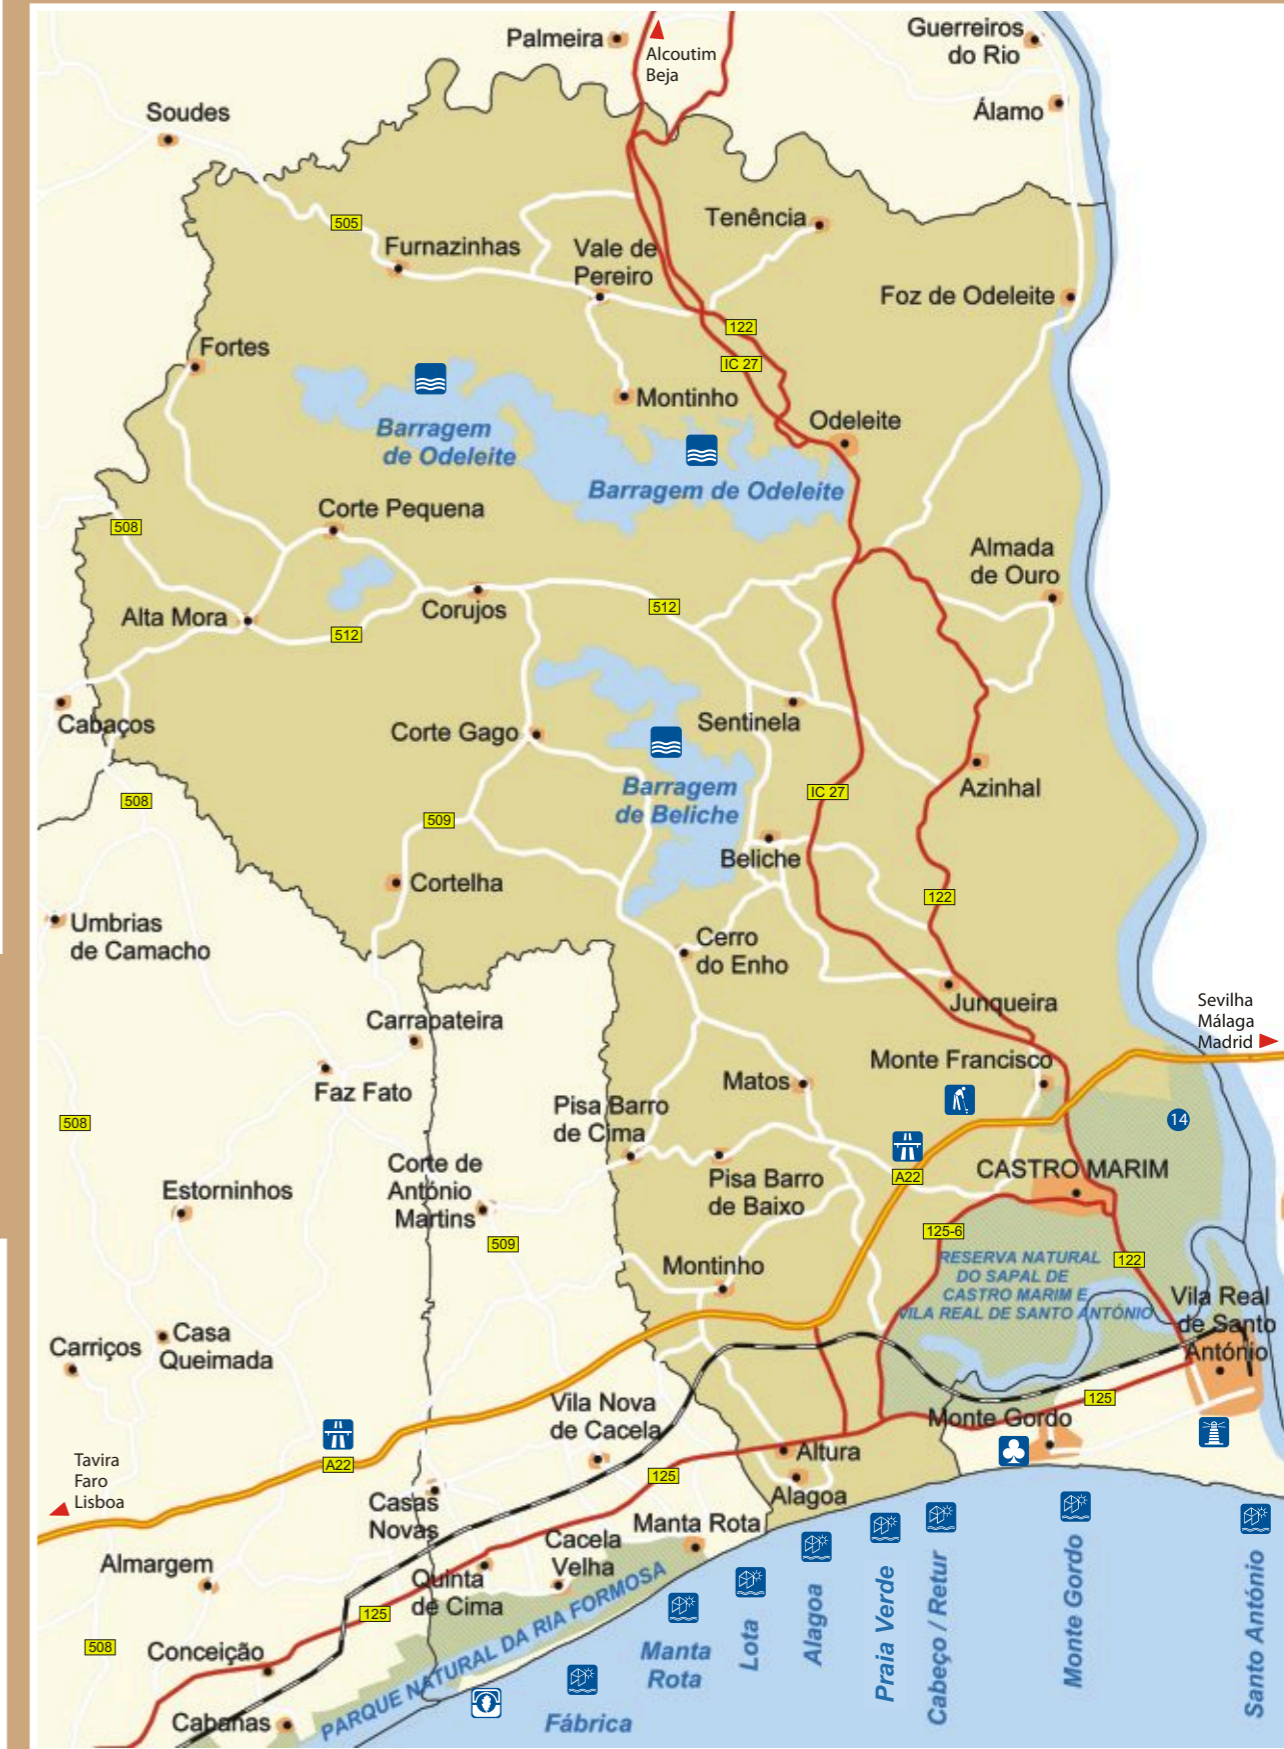 Palmeira
Alcoutim
Beja
Guerreiros
do Rio
Álamo
Soudes
505
Furnazinhas
Vale de
Pereiro
Tenência
Foz de Odeleite
122
IC 27
Fortes
Montinho
Odeleite
Barragem
de Odeleite
Barragem de Odeleite
Corte Pequena
508
Almada
de Ouro
Alta Mora
Corujos
512
512
Cabaços
Corte Gago
Sentinela
Barragem
de Beliche
IC 27
Azinhal
508
509
Beliche
Cortelha
122
Umbrias
de Camacho
Cerro
do Enho
Junqueira
Sevilha
Málaga
Madrid
Carrapateira
Monte Francisco
Matos
Faz Fato
Pisa Barro
de Cima
508
14
Corte de
António
Martins
Pisa Barro
de Baixo
A22
CASTRO MARIM
Estorninhos
509
125-6
122
Montinho
RESERVA NATURAL
DO SAPAL DE
CASTRO MARIM E
VILA REAL DE SANTO ANTÓNIO
Vila Real
de Santo
António
Casa
Queimada
Carriços
Vila Nova
de Cacela
Monte Gordo
125
Tavira
Faro
Lisboa
A22
125
Altura
Alagoa
Casas
Novas
Manta Rota
Cacela
Velha
Almargem
Quinta
de Cima
125
508
Conceição
Cabanas
PARQUE NATURAL DA RIA FORMOSA
Fábrica
Manta
Rota
Lota
Alagoa
Praia Verde
Cabeço / Retur
Monte Gordo
Santo António